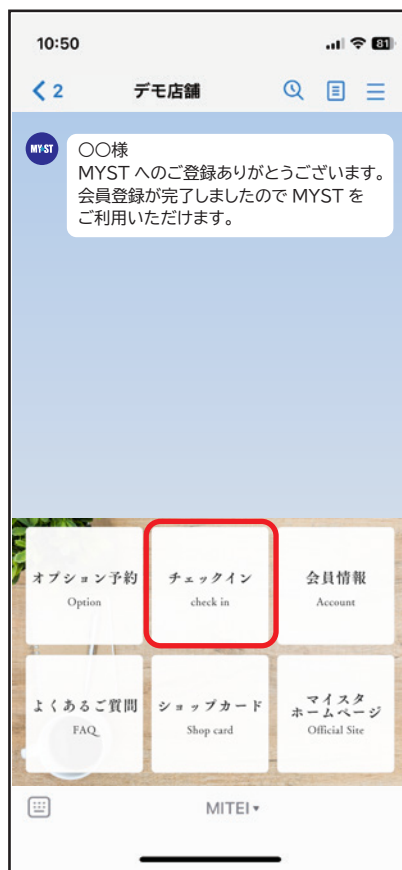 10:50
81
2
デモ店舗
MY-ST
〇〇様
MYST へのご登録ありがとうございます。
会員登録が完了しましたので MYST を
ご利用いただけます。
オプション予約
Option
チェックイン
check in
会員情報
Account
よくあるご質問
FAQ
ショップカード
Shop card
マイスタ
ホームページ
Official Site
MITEI▾